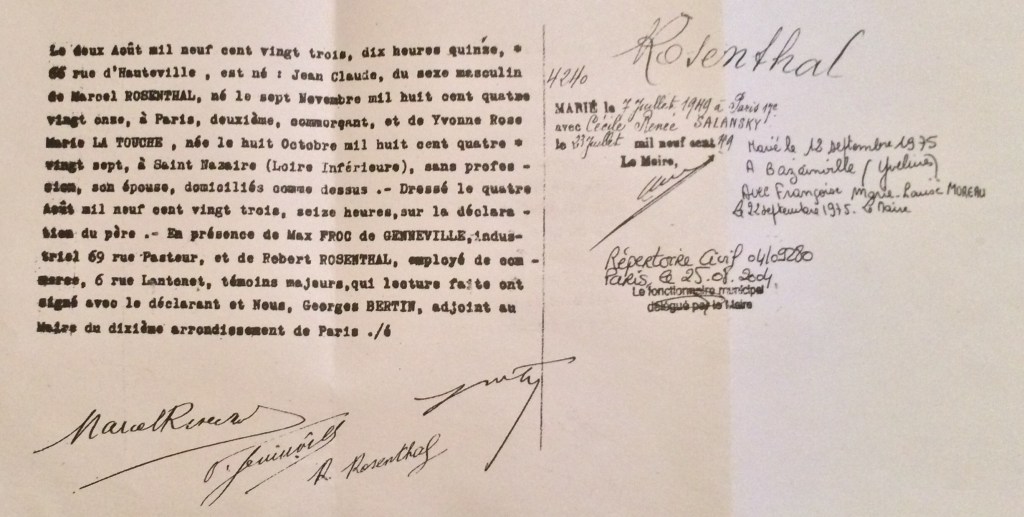 Le deux Août mil neuf cent vingt trois, dix heures quinze, *
66 rue d'Hauteville , est né : Jean Claude, du sexe masculin
de Marcel ROSENTHAL, né le sept Novembre mil huit cent quatre
vingt onze, à Paris, deuxième, commerçant, et de Yvonne Rose
Marie LA TOUCHE , née le huit Octobre mil huit cent quatre *
vingt sept, à Saint Nazaire (Loire Inférieure), sans profes-
sion, son épouse, domiciliés comme dessus .- Dressé le quatre
Août mil neuf cent vingt trois, seize heures,sur la déclara-
tion du père .- En présence de Max FROC de GENNEVILLE,indus-
triel 69 rue Pasteur, et de Robert ROSENTHAL, employé de com-
merce, 6 rue Lantonet, témoins majeurs,qui lecture faite ont
signé avec le déclarant et Nous, Georges BERTIN, adjoint au
Maire du dixième arrondissement de Paris ./6
R. Rosenthal
Rosenthal
4240
MARIÉ le 7 Juillet 1949 à Paris 17e
avec Cécile Renée SALANSKY
le 23 Juillet mil neuf cent 49
Le Maire,
Marié le 12 septembre 1975
A Bazainville (Yvelines)
Avec Françoise Marie-Louise MOREAU
Le 22 septembre 1975. Le Maire
Répertoire Civil 04/09280
Paris, le 25.08.2004
Le fonctionnaire municipal
délégué par le Maire